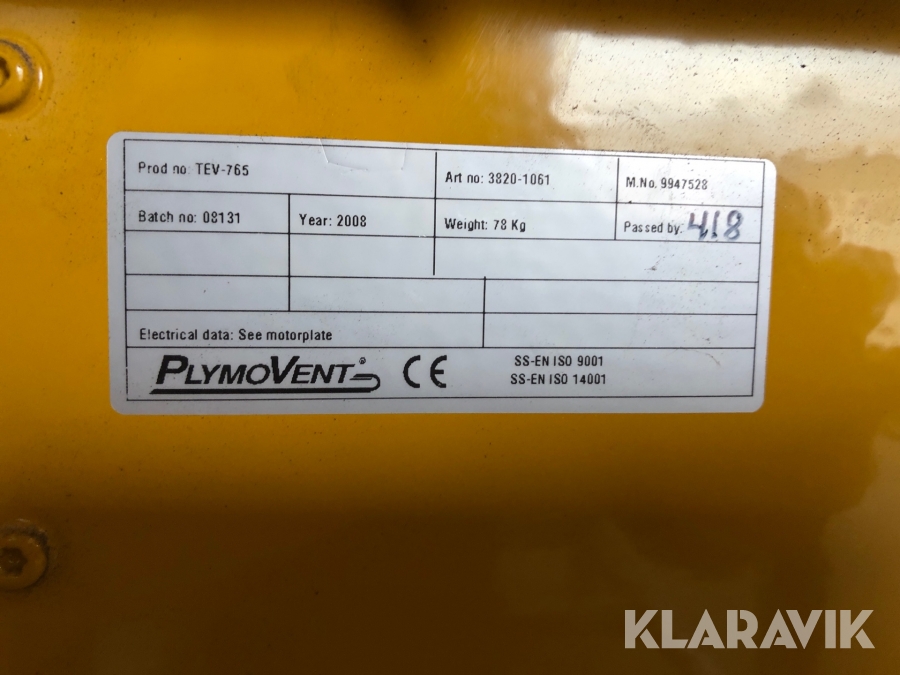 Prod no: TEV-765
Art no: 3820-1061
M.No. 9947528
Batch no: 08131
Year: 2008
Weight: 78 Kg
Passed by: 418
Electrical data: See motorplate
PLYMOVENT® CE
SS-EN ISO 9001
SS-EN ISO 14001
KLARAVIK